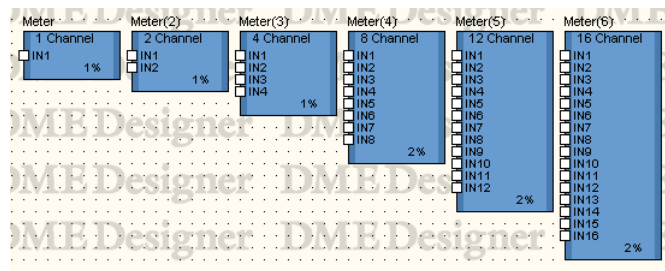 Meter
1 Channel
IN1
1%
Meter(2)
2 Channel
IN1
IN2
1%
Meter(3)
4 Channel
IN1
IN2
IN3
IN4
1%
Meter(4)
8 Channel
IN1
IN2
IN3
IN4
IN5
IN6
IN7
IN8
2%
Meter(5)
12 Channel
IN1
IN2
IN3
IN4
IN5
IN6
IN7
IN8
IN9
IN10
IN11
IN12
2%
Meter(6)
16 Channel
IN1
IN2
IN3
IN4
IN5
IN6
IN7
IN8
IN9
IN10
IN11
IN12
IN13
IN14
IN15
IN16
2%
DME Designer DME Designer
DME Designer DME Designer
DME Designer DME Designer